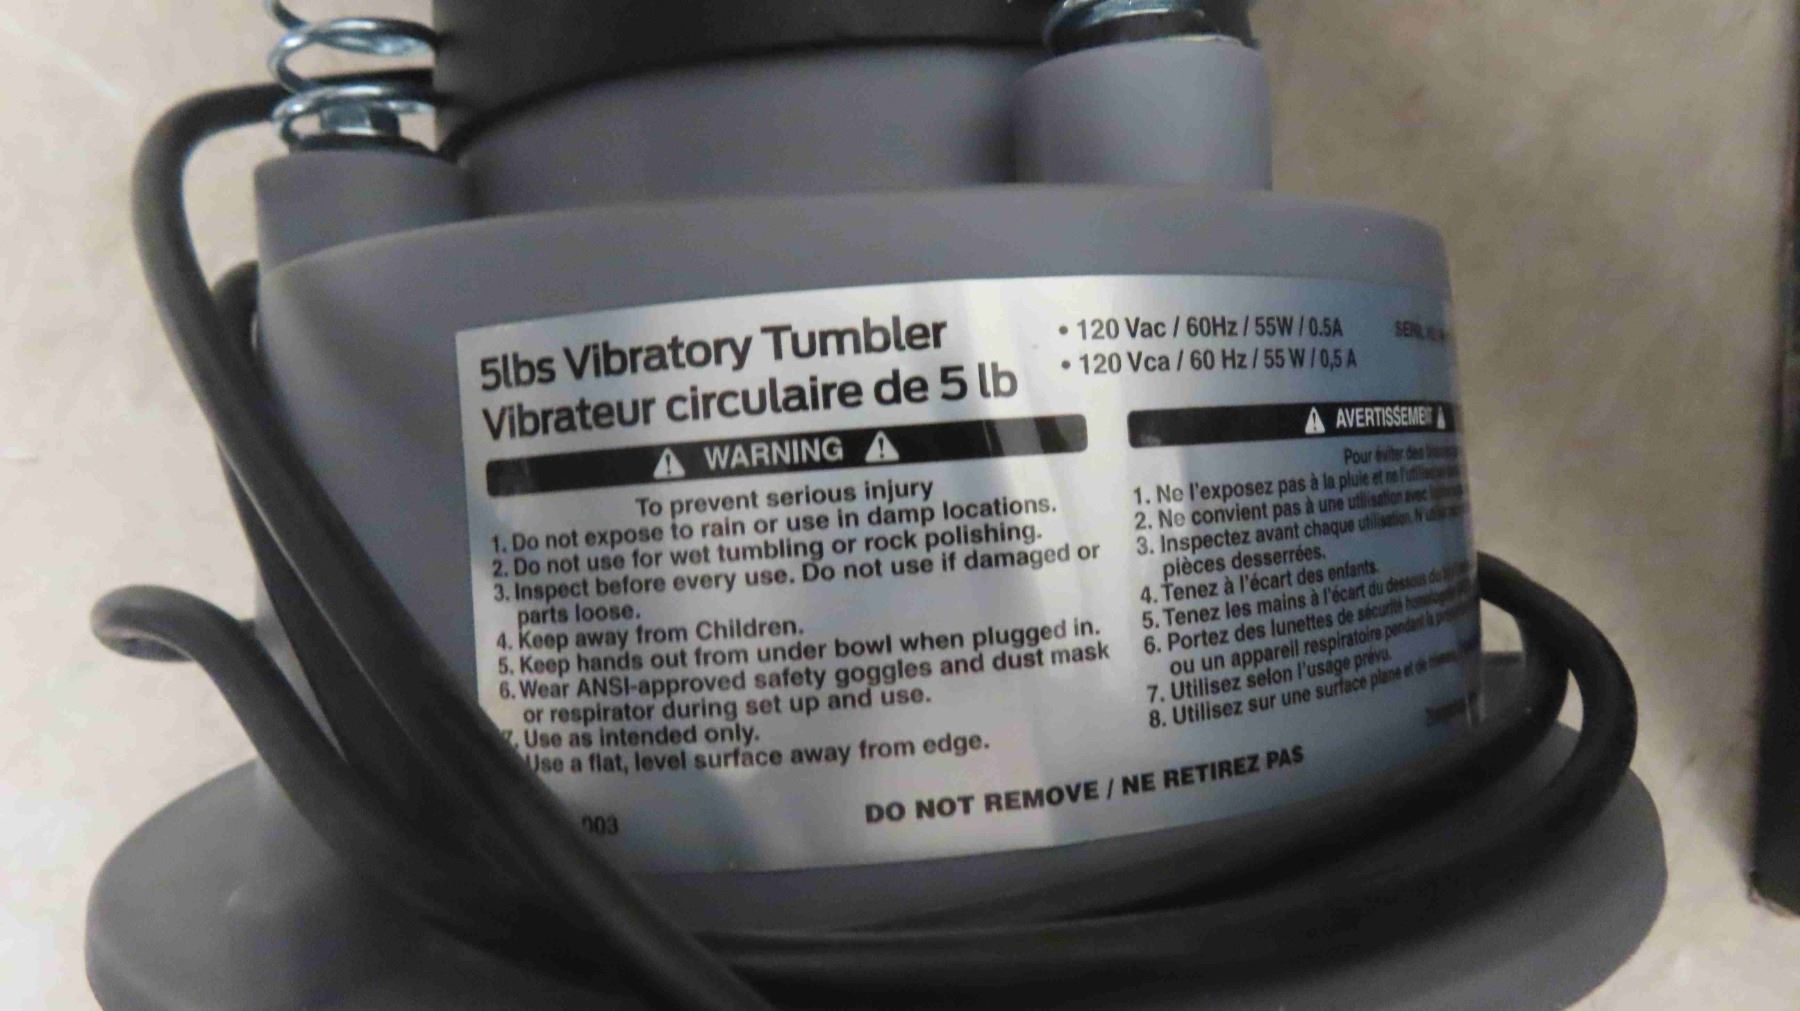 5lbs Vibratory Tumbler
Vibrateur circulaire de 5 lb
• 120 Vac / 60Hz / 55W / 0.5A
• 120 Vca / 60 Hz / 55 W / 0,5 A
WARNING
To prevent serious injury
1. Do not expose to rain or use in damp locations.
2. Do not use for wet tumbling or rock polishing.
3. Inspect before every use. Do not use if damaged or
parts loose.
4. Keep away from Children.
5. Keep hands out from under bowl when plugged in.
6. Wear ANSI-approved safety goggles and dust mask
or respirator during set up and use.
7. Use as intended only.
Use a flat, level surface away from edge.
003
AVERTISSEMENT
Pour éviter des
1. Ne l'exposez pas à la pluie et ne l'utilisez
2. Ne convient pas à une utilisation avec
3. Inspectez avant chaque utilisation.
pièces desserrées.
4. Tenez à l'écart des enfants.
5. Tenez les mains à l'écart du dessous du
6. Portez des lunettes de sécurité
ou un appareil respiratoire pendant la
7. Utilisez selon l'usage prévu.
8. Utilisez sur une surface plane et de
DO NOT REMOVE / NE RETIREZ PAS